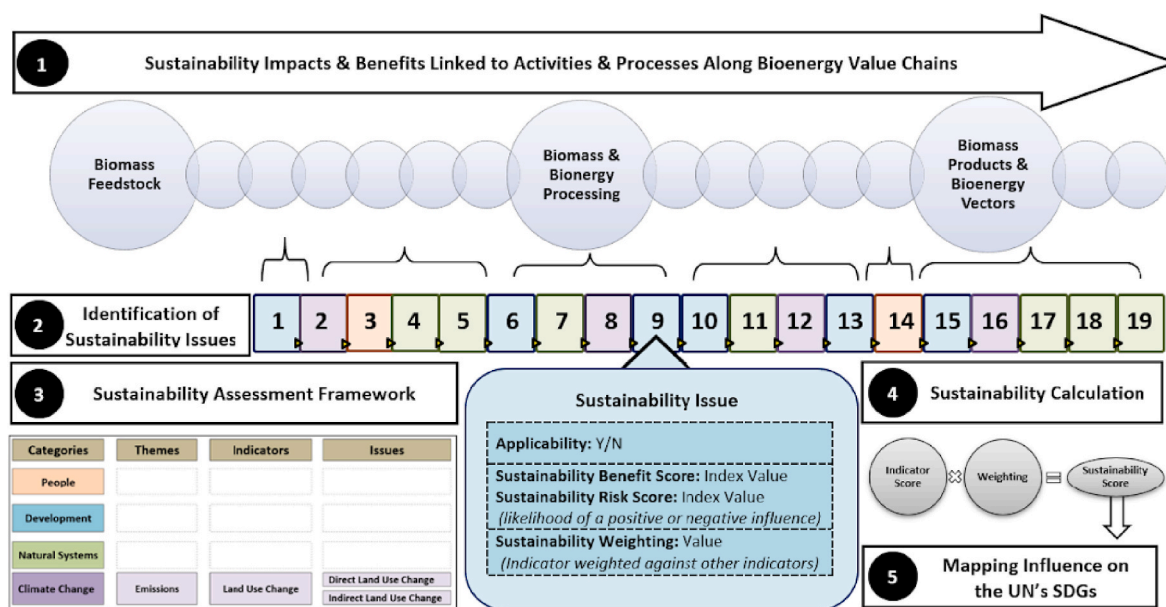 1
Sustainability Impacts & Benefits Linked to Activities & Processes Along Bioenergy Value Chains
Biomass
Feedstock
Biomass &
Bionergy
Processing
Biomass
Products &
Bioenergy
Vectors
2
Identification of
Sustainability Issues
1 2 3 4 5 6 7 8 9 10 11 12 13 14 15 16 17 18 19
3
Sustainability Assessment Framework
Categories Themes Indicators Issues
People
Development
Natural Systems
Climate Change Emissions Land Use Change
Direct Land Use Change
Indirect Land Use Change
Sustainability Issue
Applicability: Y/N
Sustainability Benefit Score: Index Value
Sustainability Risk Score: Index Value
(likelihood of a positive or negative influence)
Sustainability Weighting: Value
(Indicator weighted against other indicators)
4
Sustainability Calculation
Indicator
Score
×
Weighting
=
Sustainability
Score
5
Mapping Influence on
the UN's SDGs